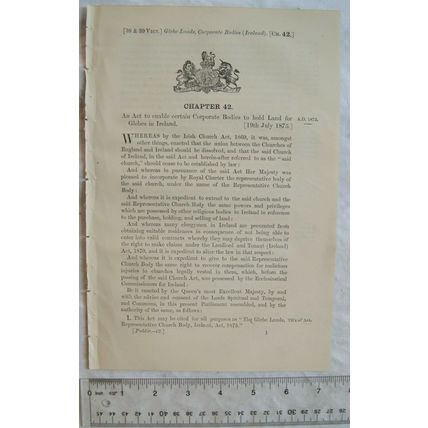 [38 & 39 Vict.] Glebe Lands, Corporate Bodies (Ireland). [Ch. 42.]
CHAPTER 42.
An Act to enable certain Corporate Bodies to hold Land for A.D. 1875.
Glebes in Ireland. [19th July 1875.]
WHEREAS by the Irish Church Act, 1869, it was, amongst
other things, enacted that the union between the Churches of
England and Ireland should be dissolved, and that the said Church
of Ireland, in the said Act and herein-after referred to as the "said
church," should cease to be established by law:
And whereas in pursuance of the said Act Her Majesty was
pleased to incorporate by Royal Charter the representative body of
the said church, under the name of the Representative Church
Body:
And whereas it is expedient to extend to the said church and the
said Representative Church Body the same powers and privileges
which are possessed by other religious bodies in Ireland in reference
to the purchase, holding, and selling of land:
And whereas many clergymen in Ireland are prevented from
obtaining suitable residences in consequence of not being able to
enter into valid contracts whereby they may deprive themselves of
the right to make claims under the Landlord and Tenant (Ireland)
Act, 1870, and it is expedient to alter the law in that respect:
And whereas it is expedient to give to the said Representative
Church Body the same right to recover compensation for malicious
injuries to churches legally vested in them, which, before the
passing of the said Church Act, was possessed by the Ecclesiastical
Commissioners for Ireland:
Be it enacted by the Queen's most Excellent Majesty, by and
with the advice and consent of the Lords Spiritual and Temporal,
and Commons, in this present Parliament assembled, and by the
authority of the same, as follows:
1. This Act may be cited for all purposes as "The Glebe Lands,
Representative Church Body, Ireland, Act, 1875."
[Public.-42.] 1
0 1 2 3 4 5 6 7